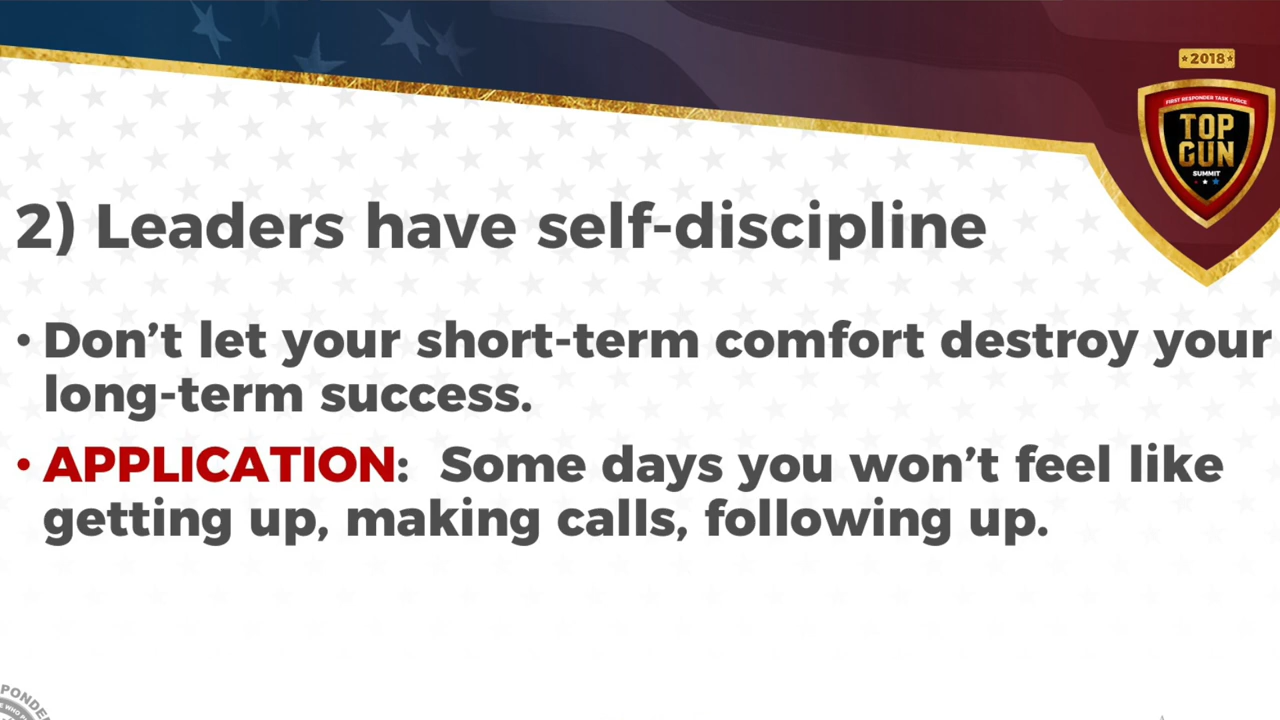 2018
FIRST RESPONDER TASK FORCE
TOP
GUN
SUMMIT
2) Leaders have self-discipline
• Don’t let your short-term comfort destroy your
long-term success.
• APPLICATION:  Some days you won’t feel like
getting up, making calls, following up.